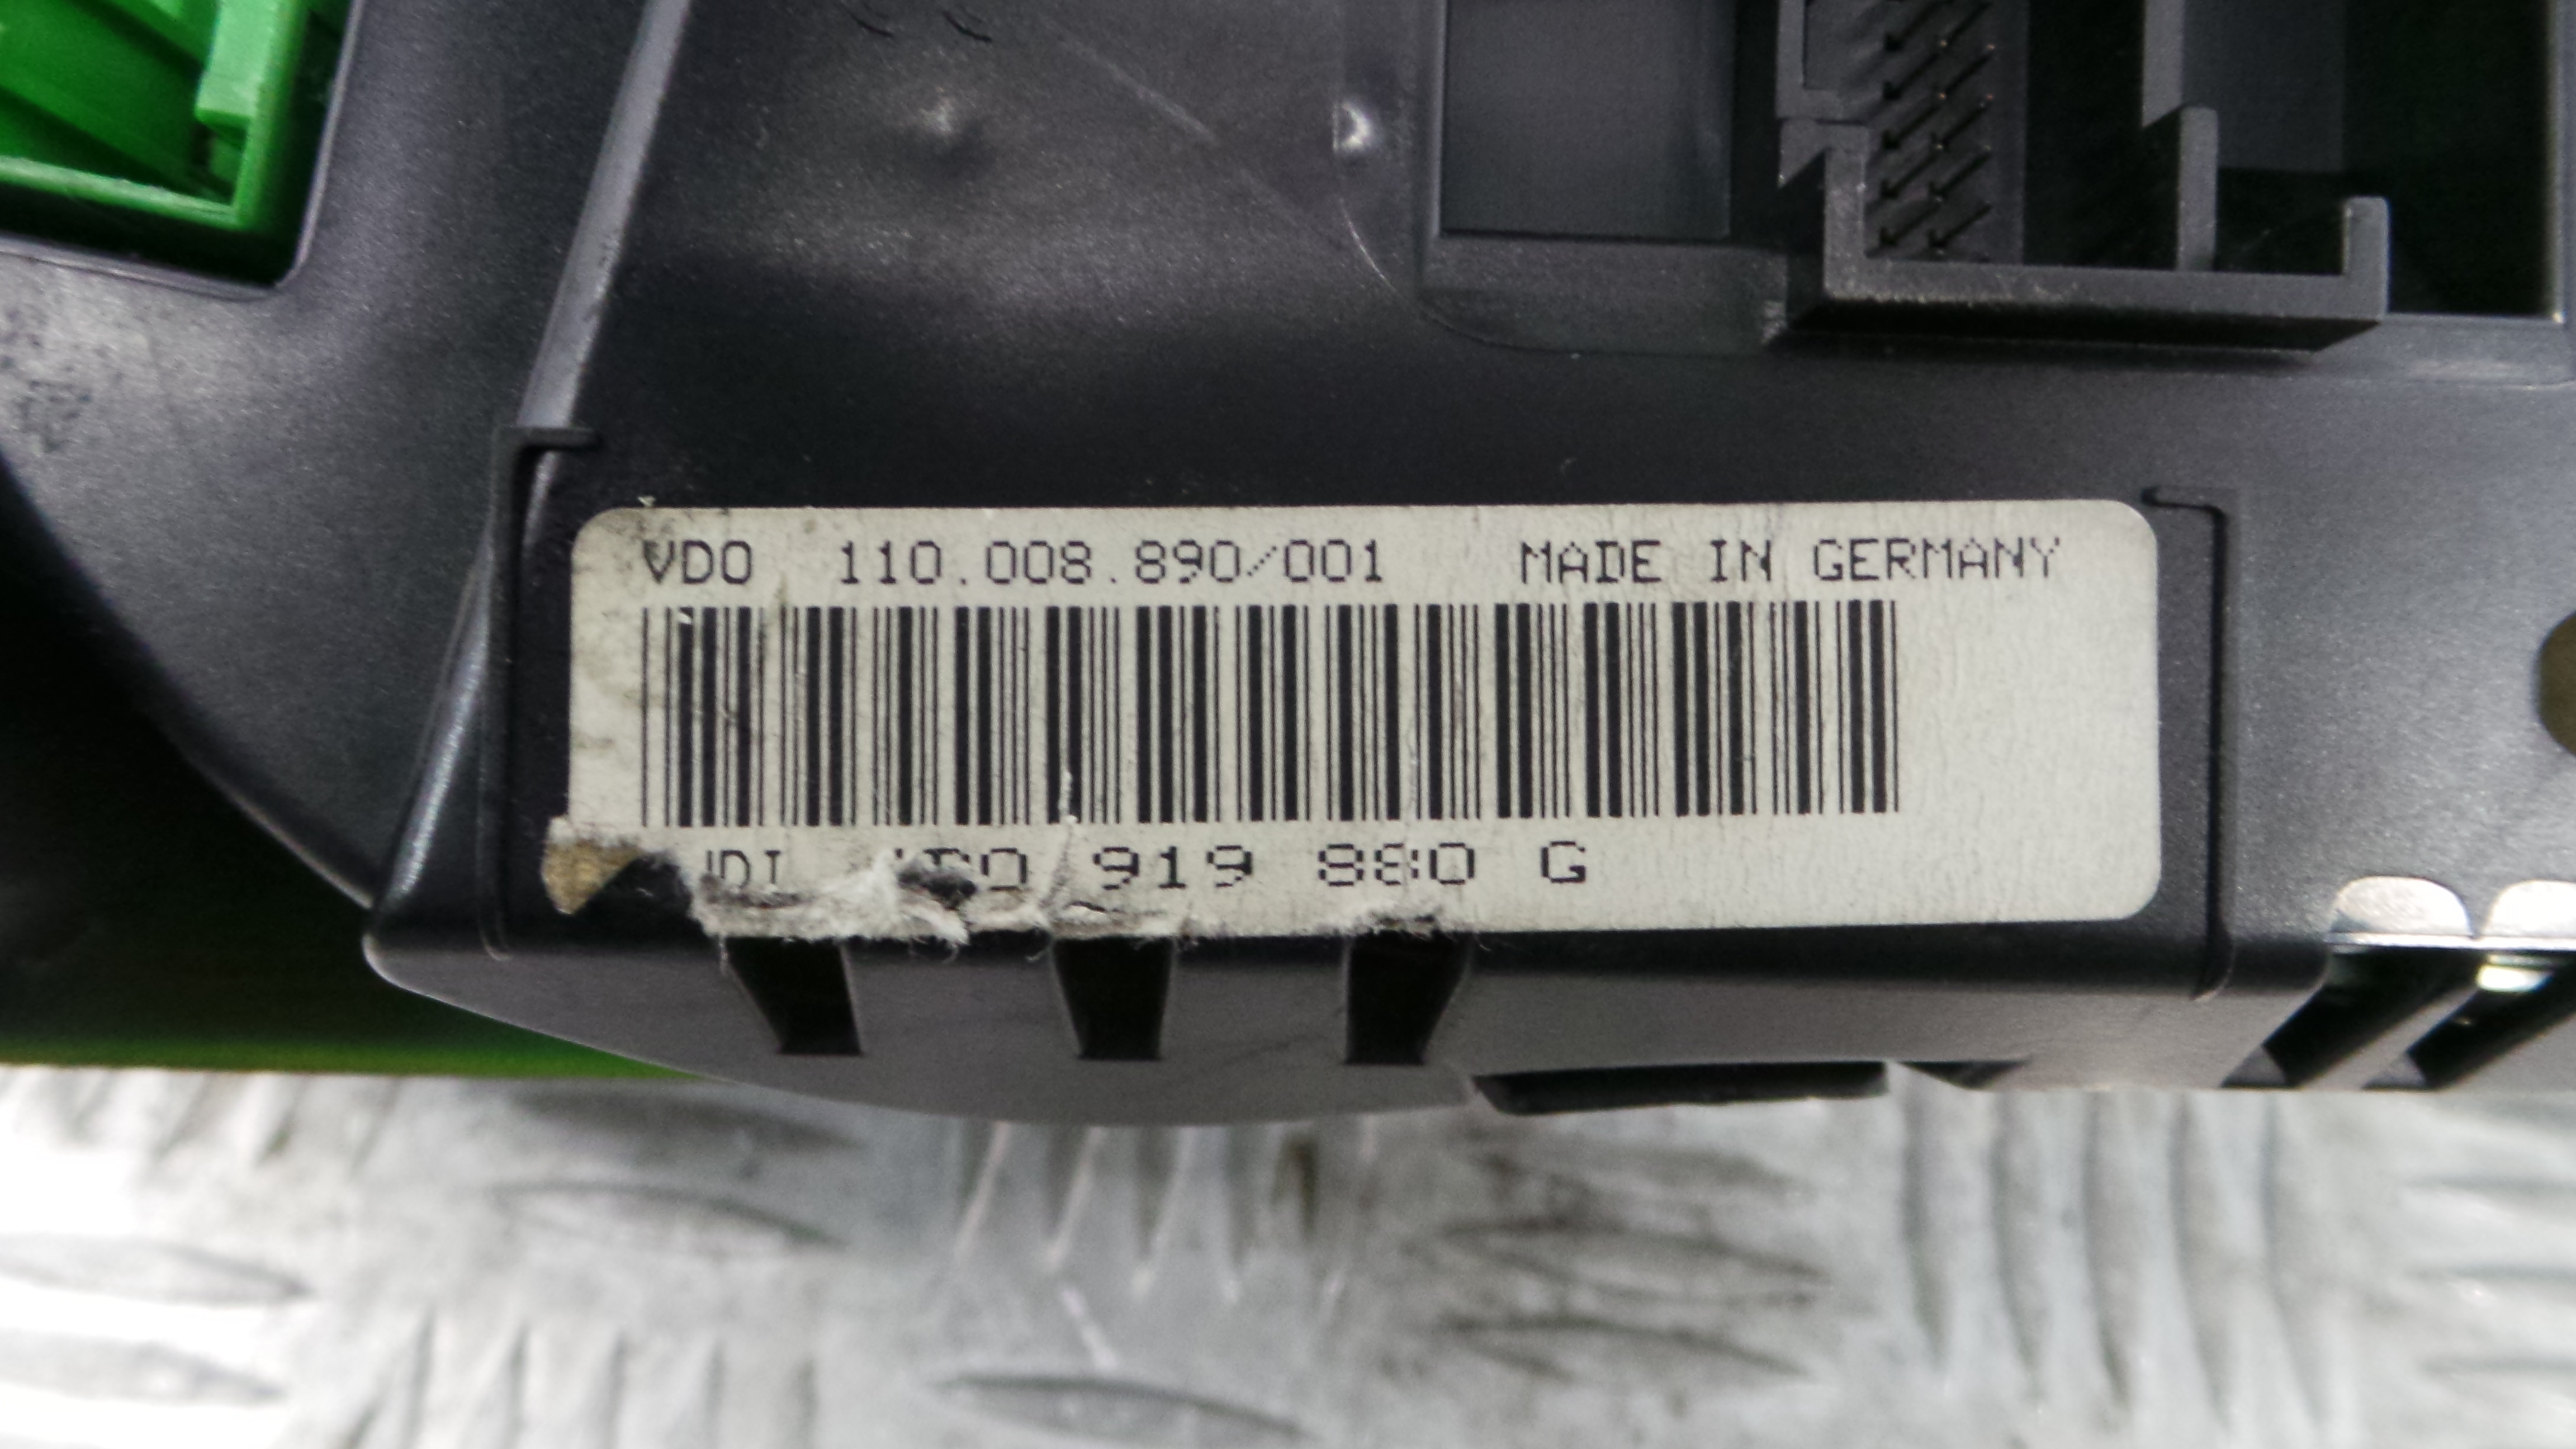 VDO 110.008.890/001 MADE IN GERMANY
919 880 G